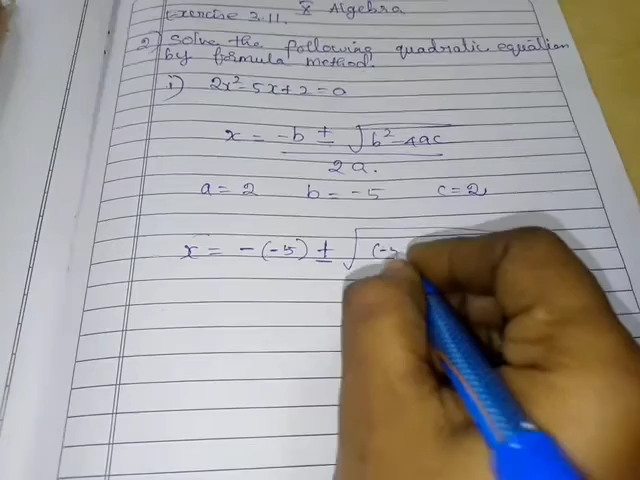 X Algebra
Exercise 3.11.
2) Solve the following quadratic equation
by formula method.
i) 2x² - 5x + 2 = 0
x = -b ± √b² - 4ac
2a.
a = 2 b = -5 c = 2
x = -(-5) ± √(-5